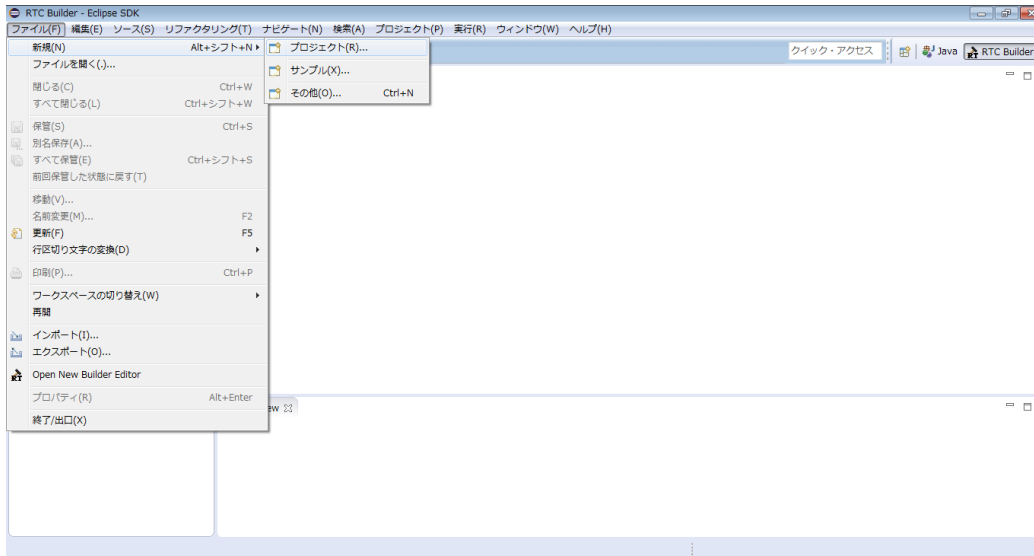 RTC Builder - Eclipse SDK
ファイル(F) 編集(E) ソース(S) リファクタリング(T) ナビゲート(N) 検索(A) プロジェクト(P) 実行(R) ウィンドウ(W) ヘルプ(H)
新規(N) Alt+シフト+N
プロジェクト(R)...
クイック・アクセス
Java
RTC Builder
ファイルを開く(.)...
サンプル(X)...
閉じる(C) Ctrl+W
その他(O)... Ctrl+N
すべて閉じる(L) Ctrl+シフト+W
保管(S) Ctrl+S
別名保存(A)...
すべて保管(E) Ctrl+シフト+S
前回保管した状態に戻す(T)
移動(V)...
名前変更(M)... F2
更新(F) F5
行区切り文字の変換(D)
印刷(P)... Ctrl+P
ワークスペースの切り替え(W)
再開
インポート(I)...
エクスポート(O)...
RT Open New Builder Editor
プロパティ(R) Alt+Enter
終了/出口(X)